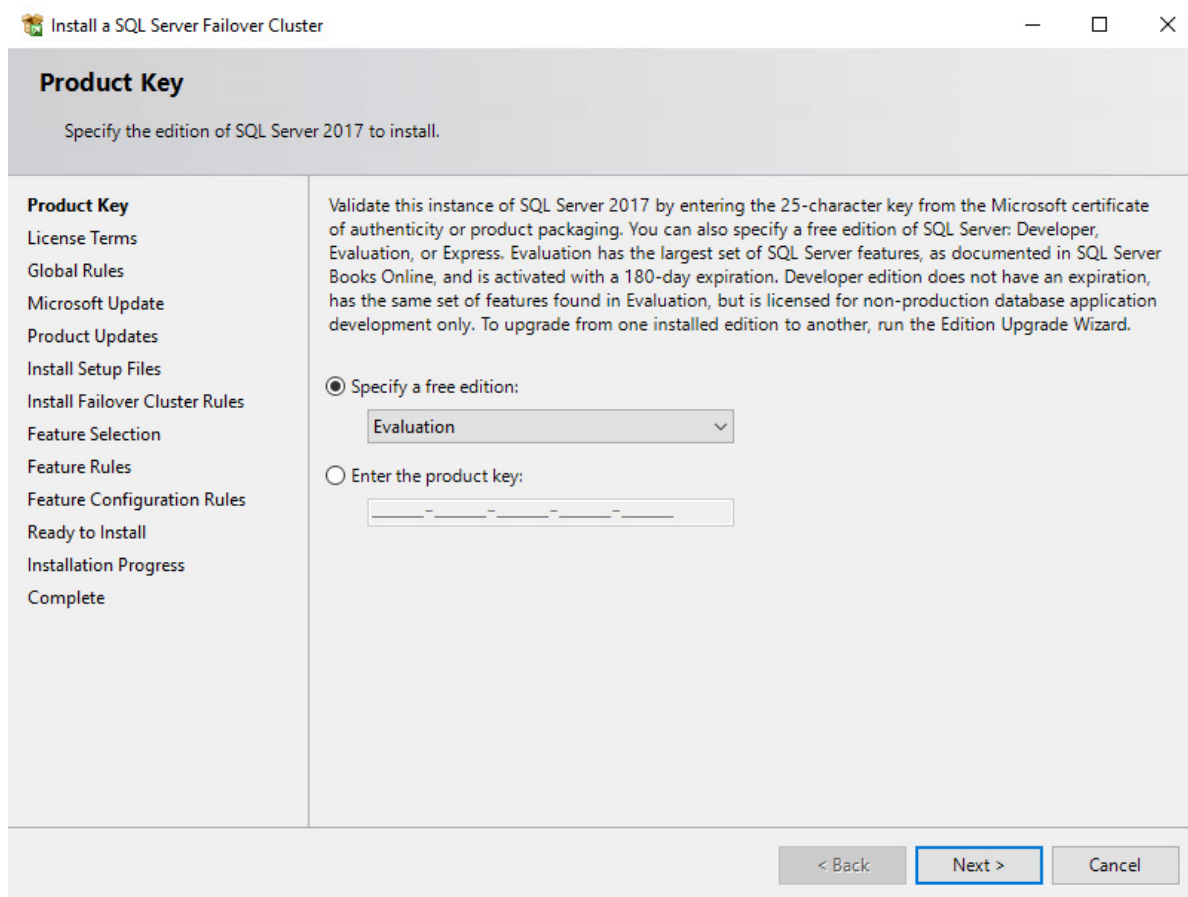 Install a SQL Server Failover Cluster
Product Key
Specify the edition of SQL Server 2017 to install.
Product Key
License Terms
Global Rules
Microsoft Update
Product Updates
Install Setup Files
Install Failover Cluster Rules
Feature Selection
Feature Rules
Feature Configuration Rules
Ready to Install
Installation Progress
Complete
Validate this instance of SQL Server 2017 by entering the 25-character key from the Microsoft certificate
of authenticity or product packaging. You can also specify a free edition of SQL Server: Developer,
Evaluation, or Express. Evaluation has the largest set of SQL Server features, as documented in SQL Server
Books Online, and is activated with a 180-day expiration. Developer edition does not have an expiration,
has the same set of features found in Evaluation, but is licensed for non-production database application
development only. To upgrade from one installed edition to another, run the Edition Upgrade Wizard.
Specify a free edition:
Evaluation
Enter the product key:
_____-_____-_____-_____-_____
< Back
Next >
Cancel